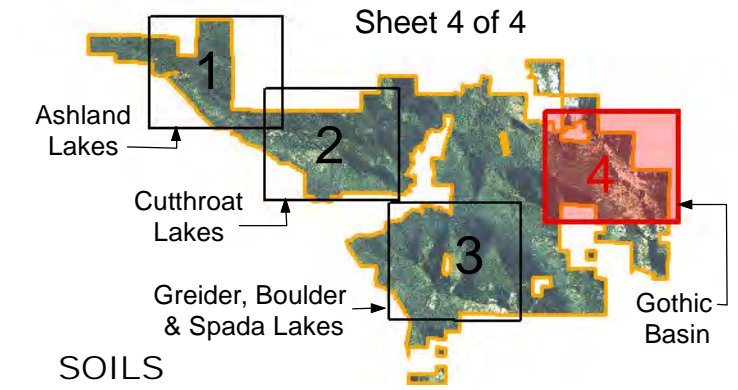 Sheet 4 of 4
1
Ashland
Lakes
2
4
Cutthroat
Lakes
3
Greider, Boulder
& Spada Lakes
Gothic
Basin
SOILS